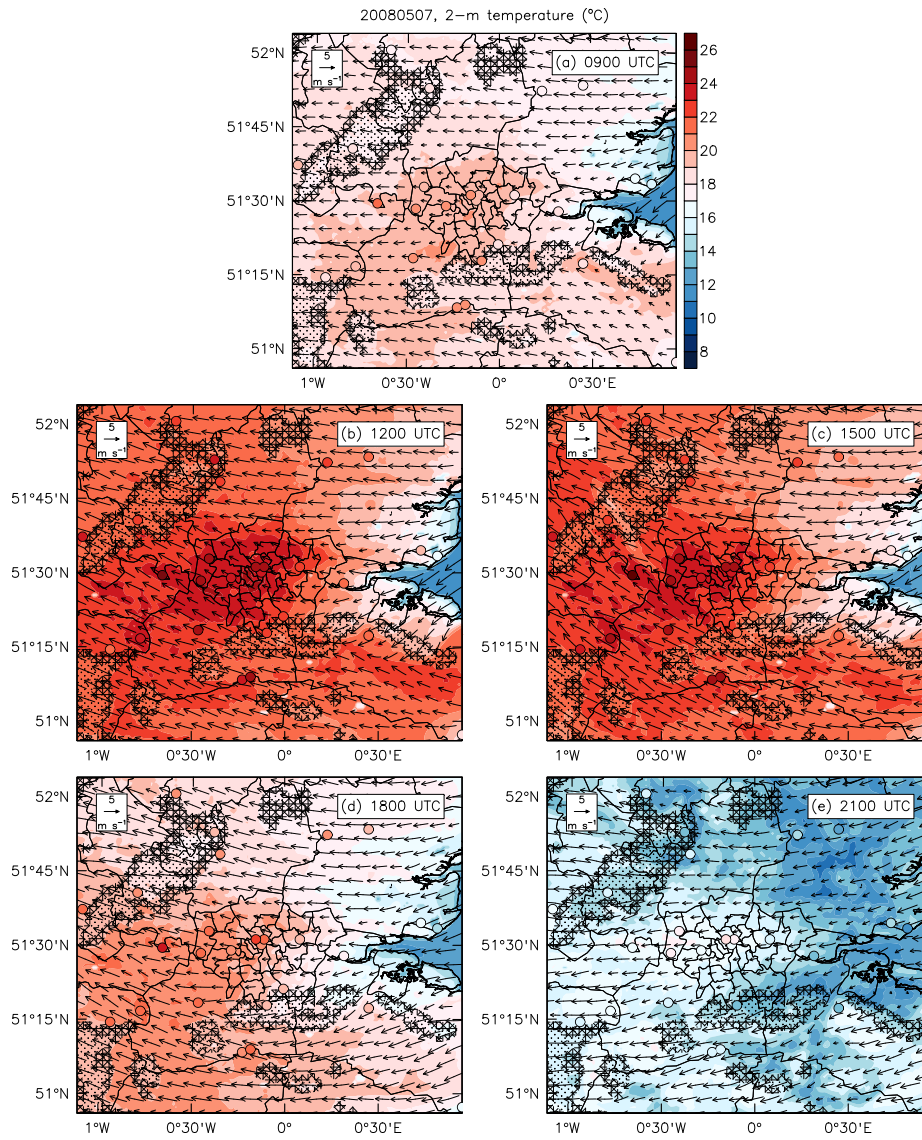 20080507, 2-m temperature (°C)
52°N
51°45'N
51°30'N
51°15'N
51°N
5
m s⁻¹
(a) 0900 UTC
26
24
22
20
18
16
14
12
10
8
1°W
0°30'W
0°
0°30'E
52°N
51°45'N
51°30'N
51°15'N
51°N
5
m s⁻¹
(b) 1200 UTC
1°W
0°30'W
0°
0°30'E
52°N
51°45'N
51°30'N
51°15'N
51°N
5
m s⁻¹
(c) 1500 UTC
1°W
0°30'W
0°
0°30'E
52°N
51°45'N
51°30'N
51°15'N
51°N
5
m s⁻¹
(d) 1800 UTC
1°W
0°30'W
0°
0°30'E
52°N
51°45'N
51°30'N
51°15'N
51°N
5
m s⁻¹
(e) 2100 UTC
1°W
0°30'W
0°
0°30'E